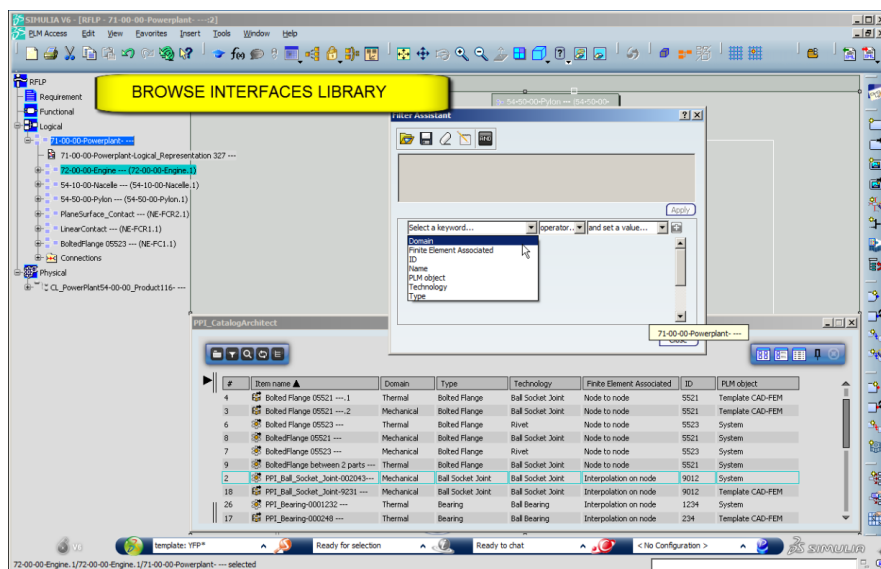 SIMULIA V6 - [RFLP - 71-00-00-Powerplant- ----:2]
PLM Access Edit View Favorites Insert Tools Window Help
BROWSE INTERFACES LIBRARY
RFLP
Requirement
Functional
Logical
71-00-00-Powerplant- ---
71-00-00-Powerplant-Logical_Representation 327 ---
72-00-00-Engine --- (72-00-00-Engine.1)
54-10-00-Nacelle --- (54-10-00-Nacelle.1)
54-50-00-Pylon --- (54-50-00-Pylon.1)
PlaneSurface_Contact --- (NE-FCR2.1)
LinearContact --- (NE-FCR1.1)
BoltedFlange 05523 --- (NE-FC1.1)
Connections
Physical
CL_PowerPlant54-00-00_Product116- ---
54-50-00-Pylon --- (54-50-00-
Filter Assistant
Apply
Select a keyword... operator.. and set a value...
Domain
Finite Element Associated
ID
Name
PLM object
Technology
Type
71-00-00-Powerplant- ---
Close
PPI_CatalogArchitect
# Item name Domain Type Technology Finite Element Associated ID PLM object
4 Bolted Flange 05521 ---.1 Thermal Bolted Flange Ball Socket Joint Node to node 5521 Template CAD-FEM
3 Bolted Flange 05521 ---.2 Mechanical Bolted Flange Ball Socket Joint Node to node 5521 Template CAD-FEM
6 Bolted Flange 05523 --- Thermal Bolted Flange Rivet Node to node 5523 System
8 BoltedFlange 05521 --- Mechanical Bolted Flange Ball Socket Joint Node to node 5521 System
7 BoltedFlange 05523 --- Mechanical Bolted Flange Rivet Node to node 5523 System
9 BoltedFlange between 2 parts --- Thermal Bolted Flange Ball Socket Joint Node to node 5521 System
2 PPI_Ball_Socket_Joint-002043--- Mechanical Ball Socket Joint Ball Socket Joint Interpolation on node 9012 System
18 PPI_Ball_Socket_Joint-9231 --- Mechanical Ball Socket Joint Ball Socket Joint Interpolation on node 9012 Template CAD-FEM
26 PPI_Bearing-0001232 --- Thermal Bearing Ball Bearing Interpolation on node 1234 System
17 PPI_Bearing-000248 --- Thermal Bearing Ball Bearing Interpolation on node 234 Template CAD-FEM
template: YFP* Ready for selection Ready to chat < No Configuration > SIMULIA
72-00-00-Engine.1/72-00-00-Engine.1/71-00-00-Powerplant- --- selected